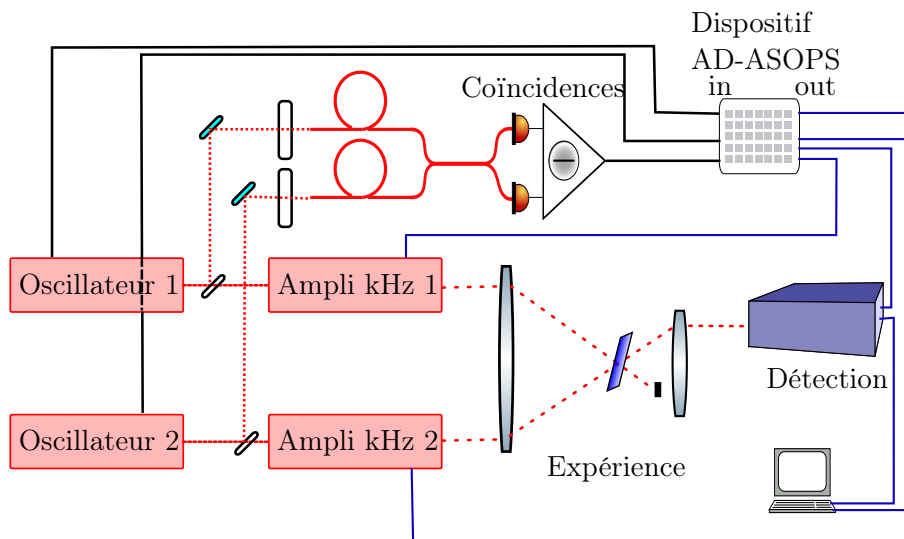 Dispositif
AD-ASOPS
in out
Coïncidences
Oscillateur 1
Ampli kHz 1
Détection
Oscillateur 2
Ampli kHz 2
Expérience